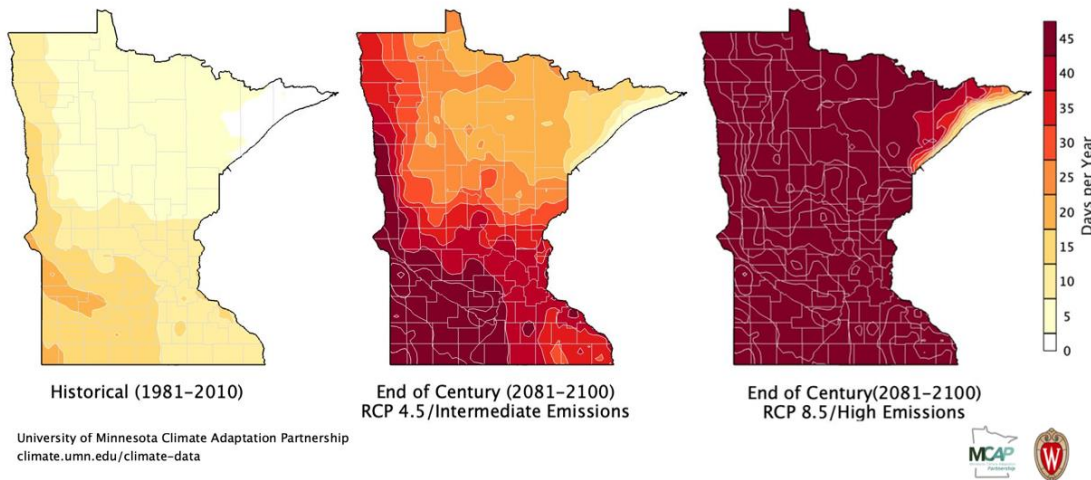 45
40
35
30
25
20
15
10
5
0
Days per Year
Historical (1981–2010)
End of Century (2081–2100)
RCP 4.5/Intermediate Emissions
End of Century(2081–2100)
RCP 8.5/High Emissions
University of Minnesota Climate Adaptation Partnership
climate.umn.edu/climate-data
MCAP
Partnership
W